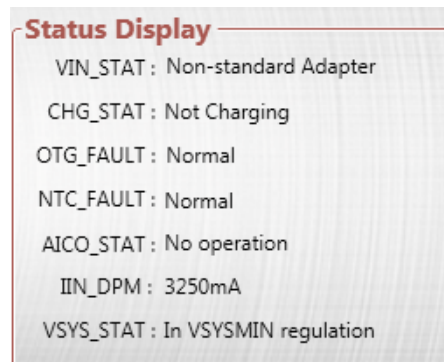 Status Display
VIN_STAT : Non-standard Adapter
CHG_STAT : Not Charging
OTG_FAULT : Normal
NTC_FAULT : Normal
AICO_STAT : No operation
IIN_DPM : 3250mA
VSYS_STAT : In VSYSMIN regulation